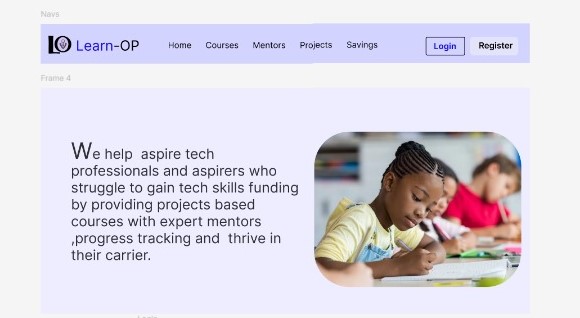 Navs
LO Learn-OP Home Courses Mentors Projects Savings Login Register
Frame 4
We help aspire tech
professionals and aspirers who
struggle to gain tech skills funding
by providing projects based
courses with expert mentors
,progress tracking and thrive in
their carrier.